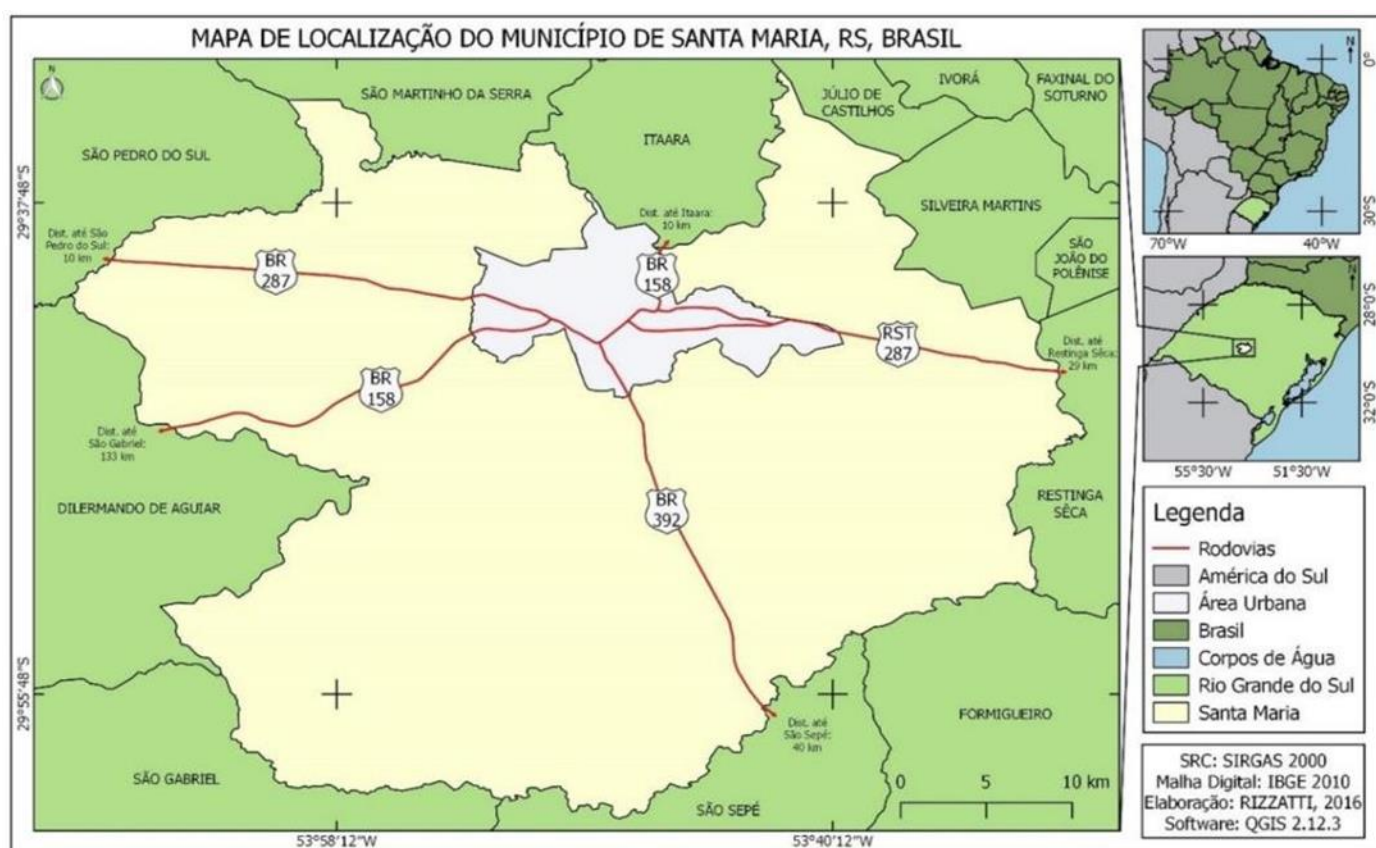 MAPA DE LOCALIZAÇÃO DO MUNICÍPIO DE SANTA MARIA, RS, BRASIL
N
SÃO MARTINHO DA SERRA
JÚLIO DE
CASTILHOS
IVORÁ
FAXINAL DO
SOTURNO
SÃO PEDRO DO SUL
ITAARA
SILVEIRA MARTINS
SÃO
JOÃO DO
POLÊNISE
29°37'48"S
Dist. até São
Pedro do Sul:
10 km
Dist. até Itaara:
10 km
BR
287
BR
158
RST
287
Dist. até
Restinga Sêca:
29 km
BR
158
Dist. até
São Gabriel:
133 km
DILERMANDO DE AGUIAR
BR
392
RESTINGA
SÊCA
29°55'48"S
Dist. até
São Sepé:
40 km
FORMIGUEIRO
SÃO GABRIEL
SÃO SEPÉ
0 5 10 km
53°58'12"W
53°40'12"W
N
0°
30°S
70°W
40°W
N
28°0'S
32°0'S
55°30'W
51°30'W
Legenda
Rodovias
América do Sul
Área Urbana
Brasil
Corpos de Água
Rio Grande do Sul
Santa Maria
SRC: SIRGAS 2000
Malha Digital: IBGE 2010
Elaboração: RIZZATTI, 2016
Software: QGIS 2.12.3